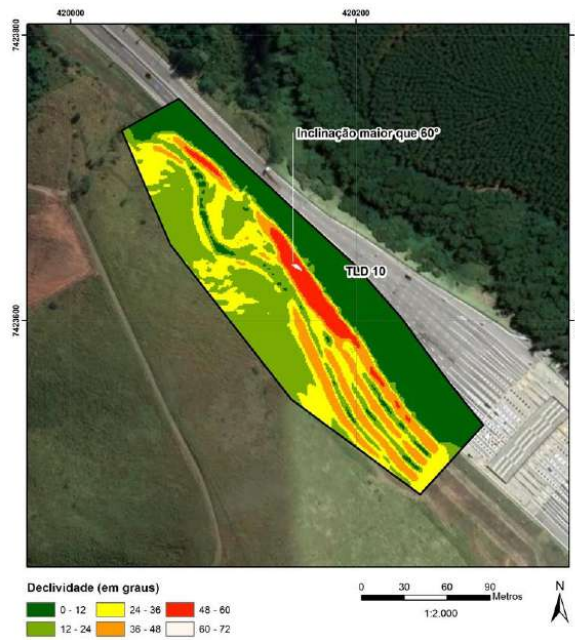 420000
420200
7423800
7423600
Inclinação maior que 60°
TLD 10
Declividade (em graus)
0 - 12
24 - 36
48 - 60
12 - 24
36 - 48
60 - 72
0 30 60 90
Metros
1:2.000
N